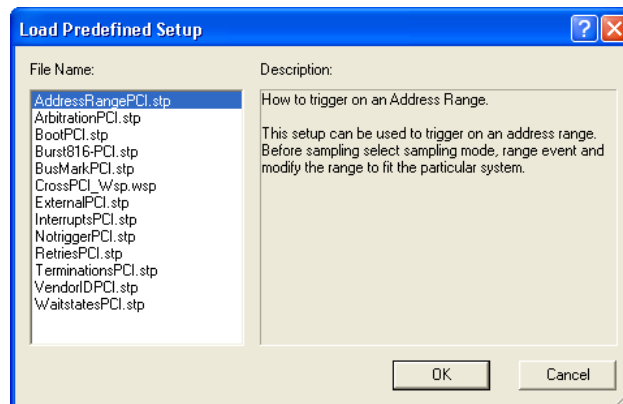 Load Predefined Setup
File Name:
AddressRangePCI.stp
ArbitrationPCI.stp
BootPCI.stp
Burst816-PCI.stp
BusMarkPCI.stp
CrossPCI_Wsp.wsp
ExternalPCI.stp
InterruptsPCI.stp
NotriggerPCI.stp
RetriesPCI.stp
TerminationsPCI.stp
VendorIDPCI.stp
WaitstatesPCI.stp
Description:
How to trigger on an Address Range.
This setup can be used to trigger on an address range.
Before sampling select sampling mode, range event and
modify the range to fit the particular system.
OK
Cancel